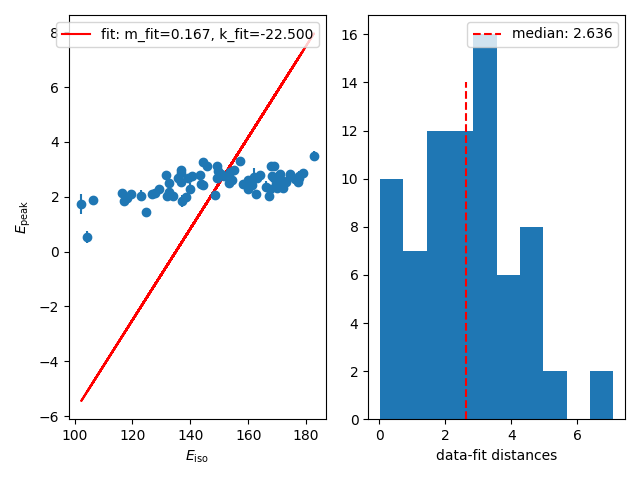 fit: m_fit=0.167, k_fit=-22.500
8
6
4
2
0
−2
−4
−6
E_peak
100 120 140 160 180
E_iso
median: 2.636
16
14
12
10
8
6
4
2
0
0 2 4 6
data-fit distances